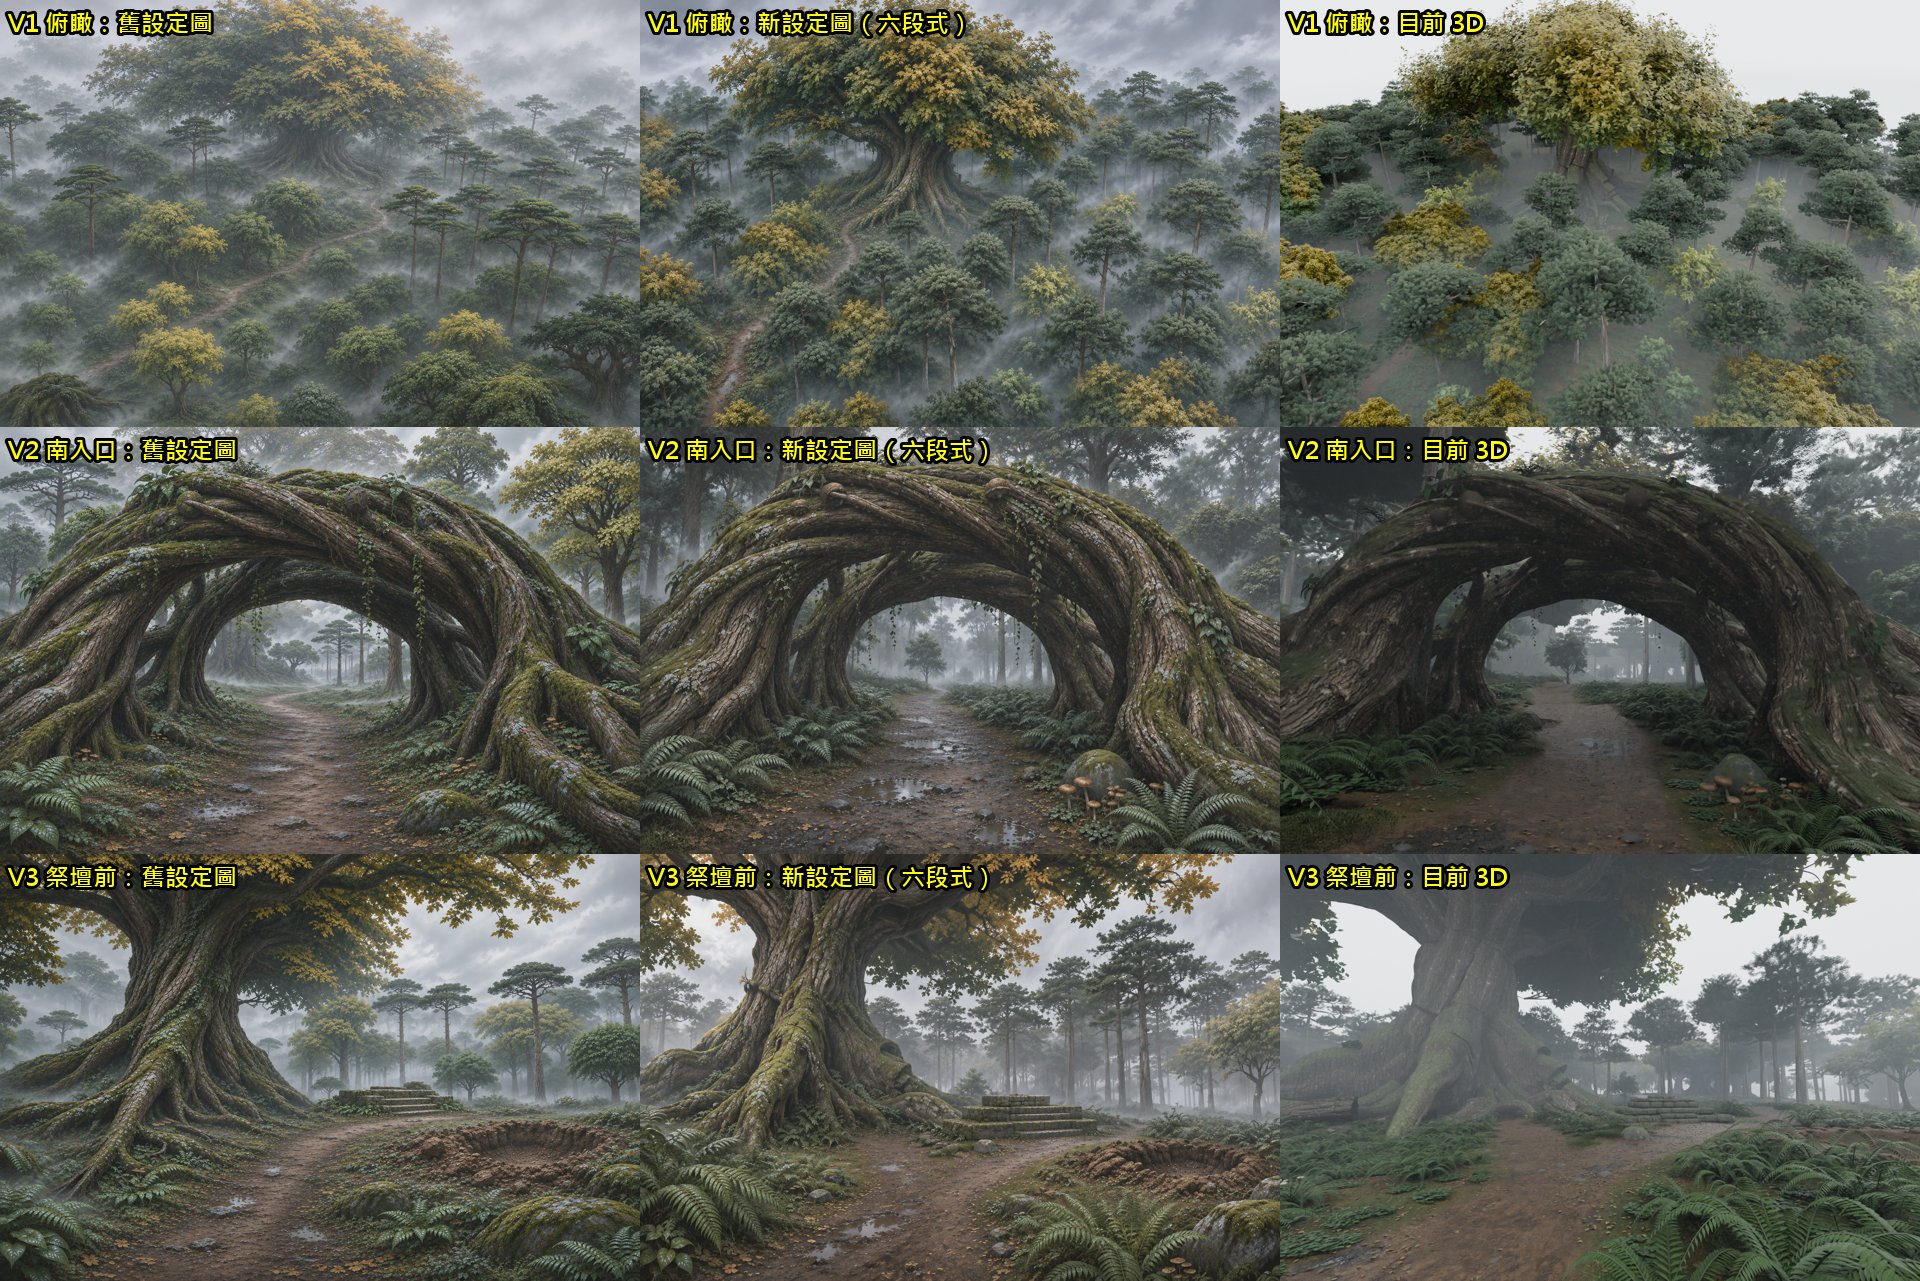 V1 俯瞰：舊設定圖
V1 俯瞰：新設定圖（六段式）
V1 俯瞰：目前 3D
V2 南入口：舊設定圖
V2 南入口：新設定圖（六段式）
V2 南入口：目前 3D
V3 祭壇前：舊設定圖
V3 祭壇前：新設定圖（六段式）
V3 祭壇前：目前 3D